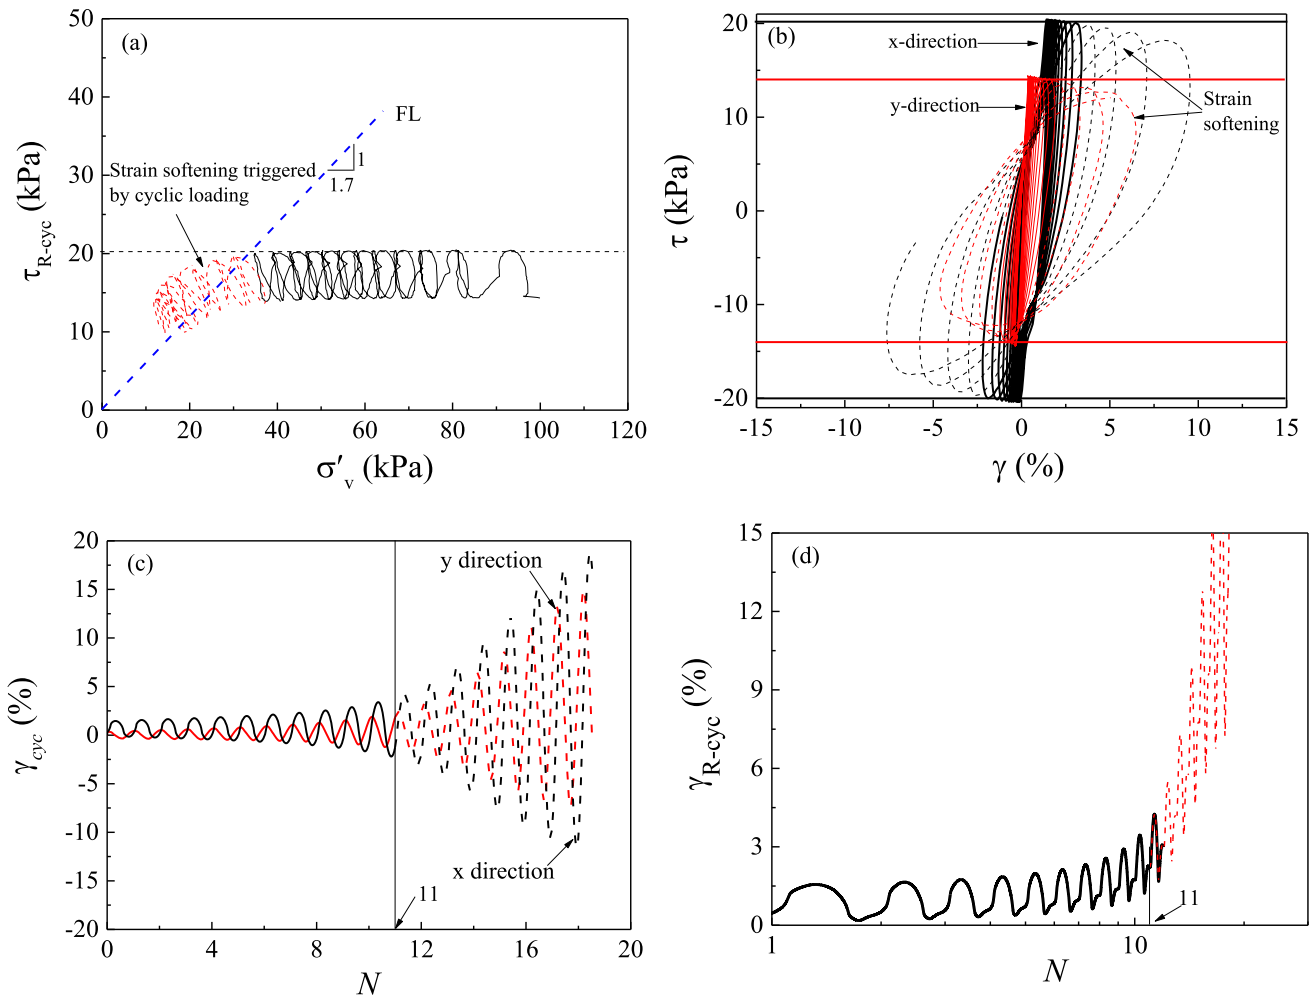 50
40
30
20
10
0
τR-cyc (kPa)
(a)
FL
1
1.7
Strain softening triggered
by cyclic loading
0
20
40
60
80
100
120
σ′v (kPa)
20
10
0
-10
-20
τ (kPa)
(b)
x-direction
y-direction
Strain
softening
-15
-10
-5
0
5
10
15
γ (%)
20
15
10
5
0
-5
-10
-15
-20
γcyc (%)
(c)
y direction
x direction
11
0
4
8
12
16
20
N
15
12
9
6
3
0
γR-cyc (%)
(d)
11
1
10
N